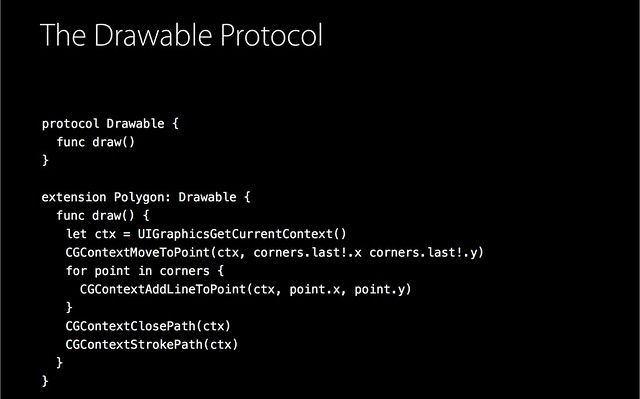 The Drawable Protocol
protocol Drawable {
func draw()
}
extension Polygon: Drawable {
func draw() {
let ctx = UIGraphicsGetCurrentContext()
CGContextMoveToPoint(ctx, corners.last!.x corners.last!.y)
for point in corners {
CGContextAddLineToPoint(ctx, point.x, point.y)
}
CGContextClosePath(ctx)
CGContextStrokePath(ctx)
}
}